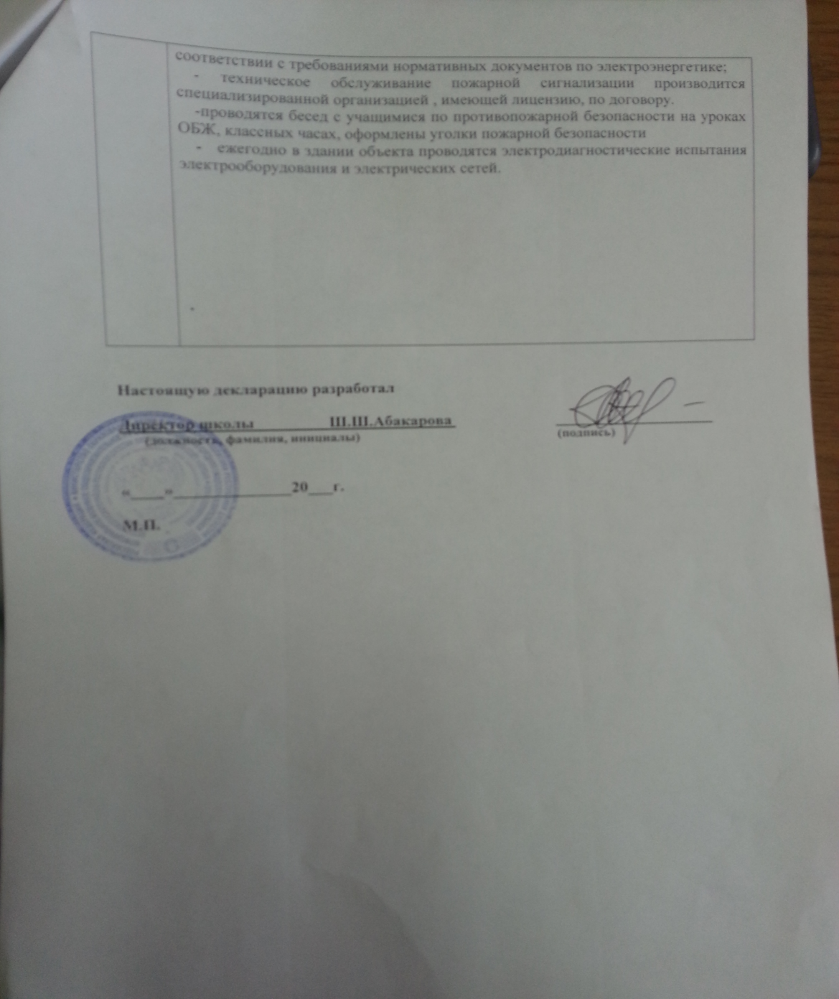 соответствии с требованиями нормативных документов по электроэнергетике;
- техническое обслуживание пожарной сигнализации производится
специализированной организацией , имеющей лицензию, по договору.
-проводятся бесед с учащимися по противопожарной безопасности на уроках
ОБЖ, классных часах, оформлены уголки пожарной безопасности
- ежегодно в здании объекта проводятся электродиагностические испытания
электрооборудования и электрических сетей.
Настоящую декларацию разработал
Директор школы Ш.Ш.Абакарова
(подпись)
(должность, фамилия, инициалы)
«____»______________20___г.
М.П.